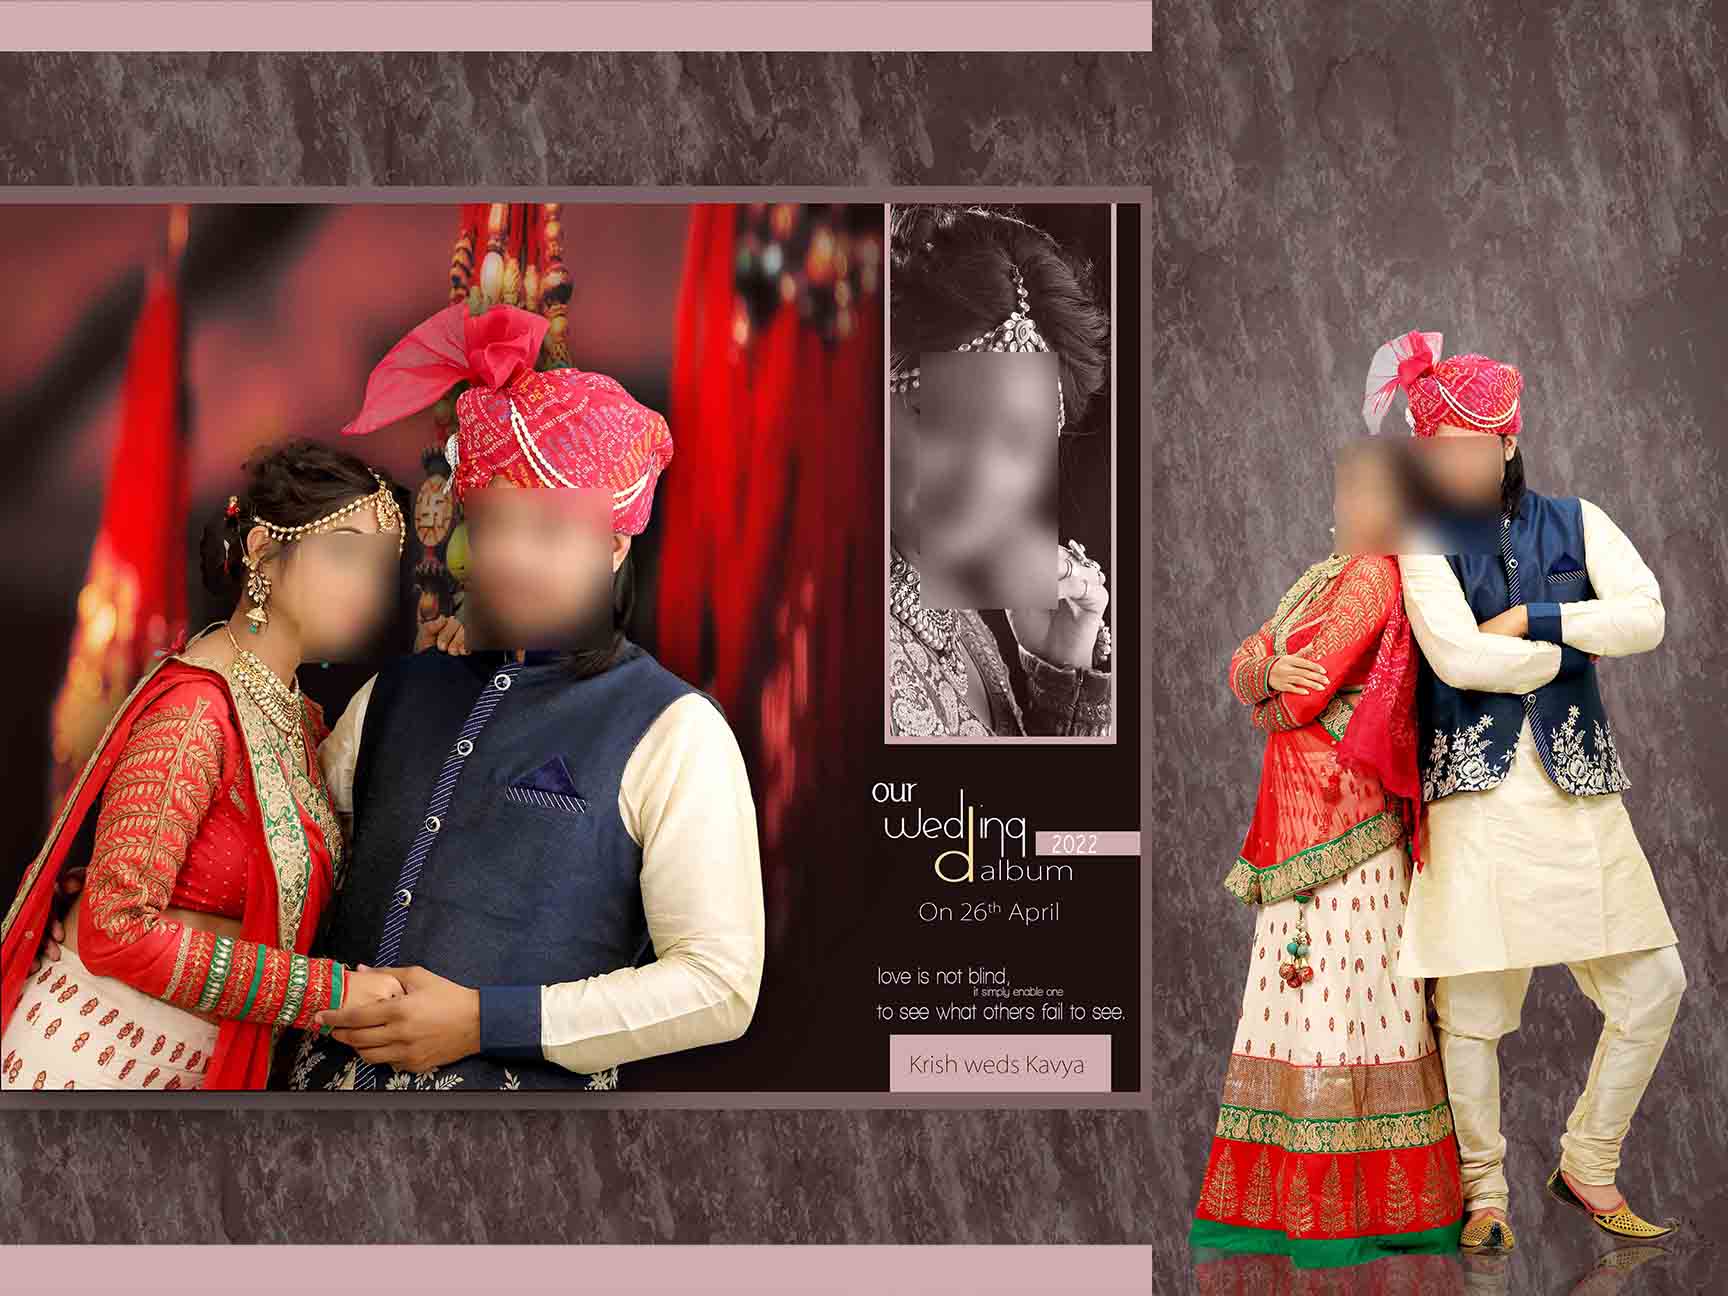 our
wedding
2022
album
On 26th April
love is not blind,
it simply enable one
to see what others fail to see.
Krish weds Kavya